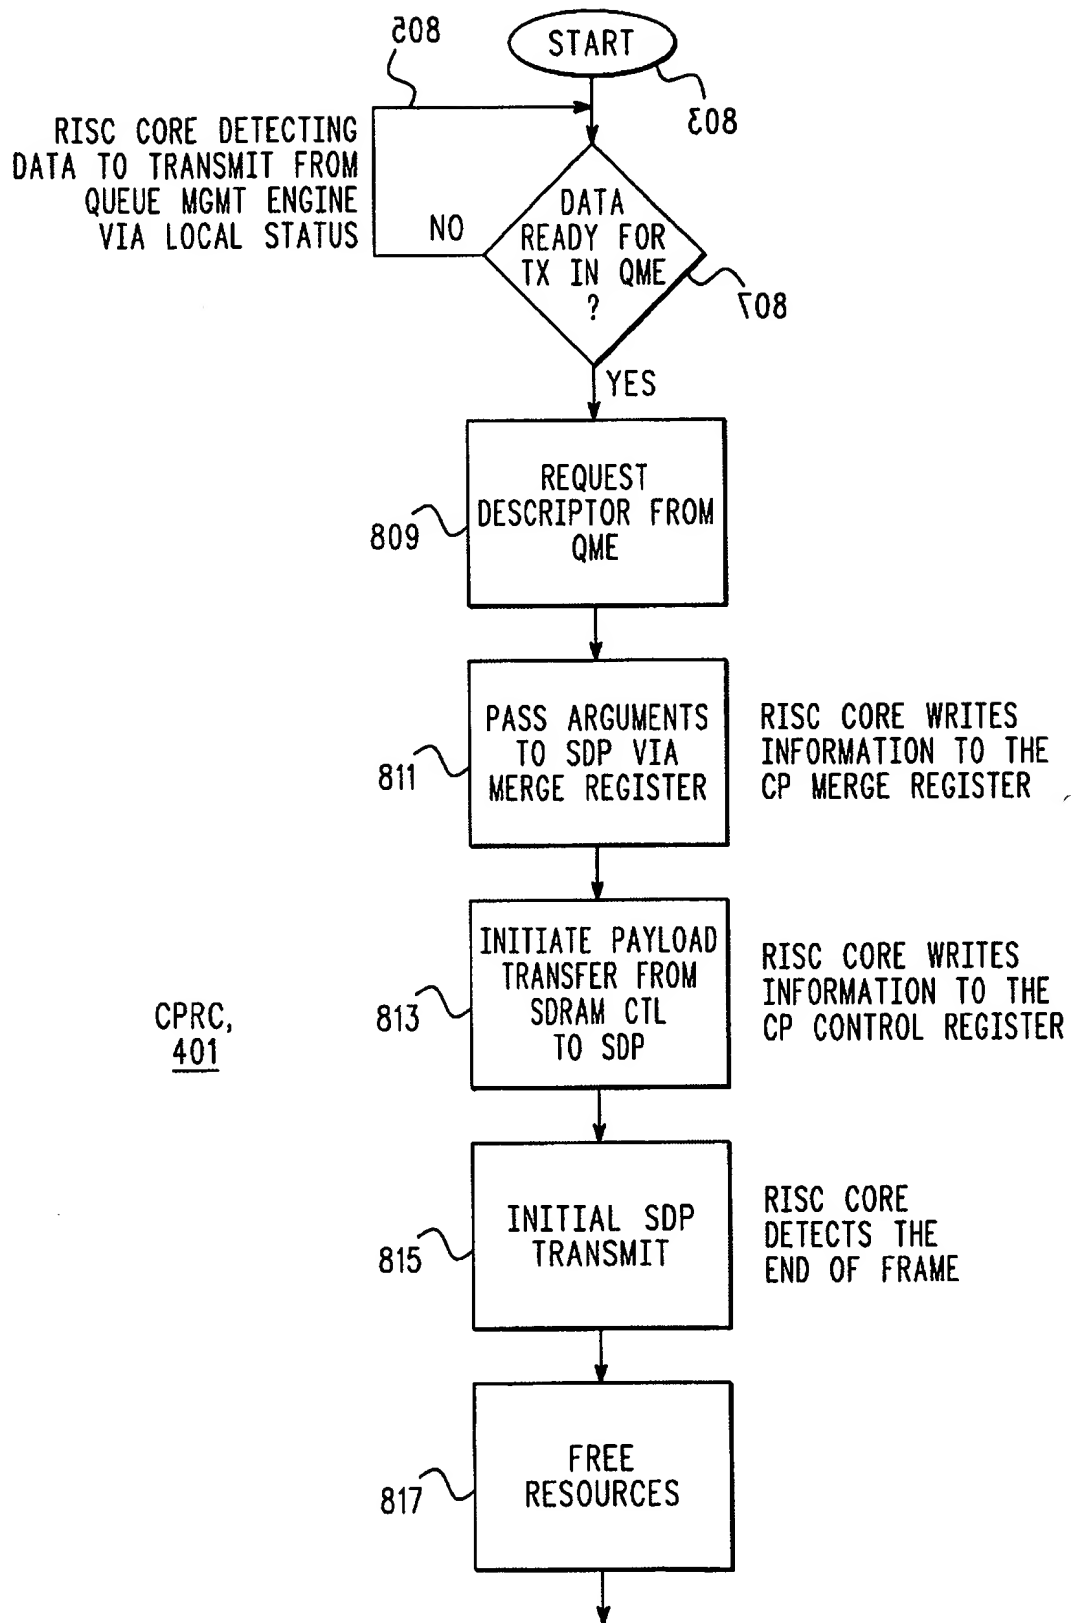 805
START
803
RISC CORE DETECTING
DATA TO TRANSMIT FROM
QUEUE MGMT ENGINE
VIA LOCAL STATUS
NO
DATA
READY FOR
TX IN QME
?
807
YES
REQUEST
DESCRIPTOR FROM
QME
809
PASS ARGUMENTS
TO SDP VIA
MERGE REGISTER
811
RISC CORE WRITES
INFORMATION TO THE
CP MERGE REGISTER
INITIATE PAYLOAD
TRANSFER FROM
SDRAM CTL
TO SDP
813
RISC CORE WRITES
INFORMATION TO THE
CP CONTROL REGISTER
CPRC,
401
INITIAL SDP
TRANSMIT
815
RISC CORE
DETECTS THE
END OF FRAME
FREE
RESOURCES
817